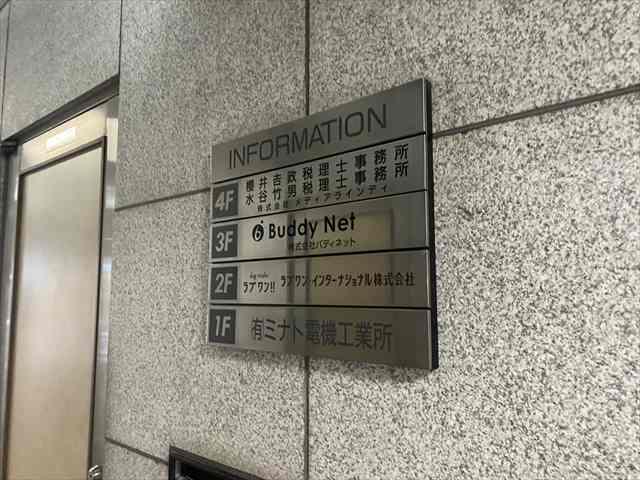 INFORMATION
4F
櫻井吉政税理士事務所
水谷竹男税理士事務所
株式会社 メディアラインディ
3F
Buddy Net
株式会社バディネット
2F
ラブワン!! ラブワン・インターナショナル株式会社
1F
㈲ミナト電機工業所